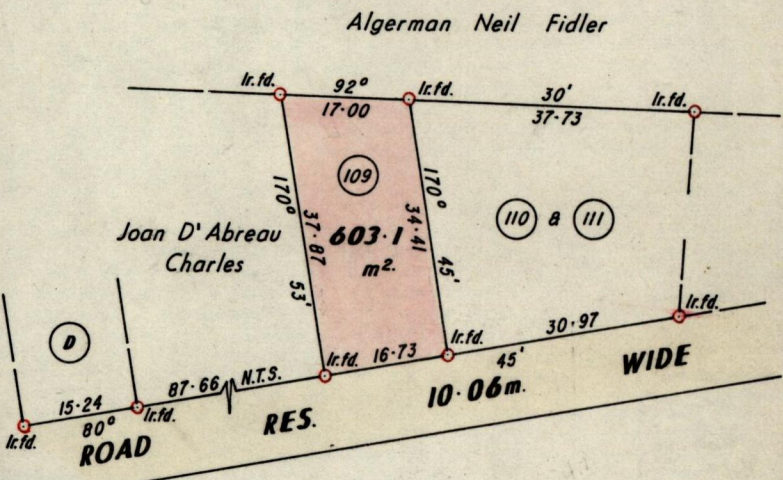 Algerman Neil Fidler
Ir.fd. 92° Ir.fd. 30' Ir.fd.
17·00 37·73
109
170° 37·87 53'
170° 34·41 45'
603·1
m².
110 & 111
Joan D'Abreau
Charles
D
Ir.fd.
15·24 87·66 N.T.S. Ir.fd. 16·73 Ir.fd. 30·97
Ir.fd. 80° Ir.fd. 45'
ROAD RES. 10·06m. WIDE